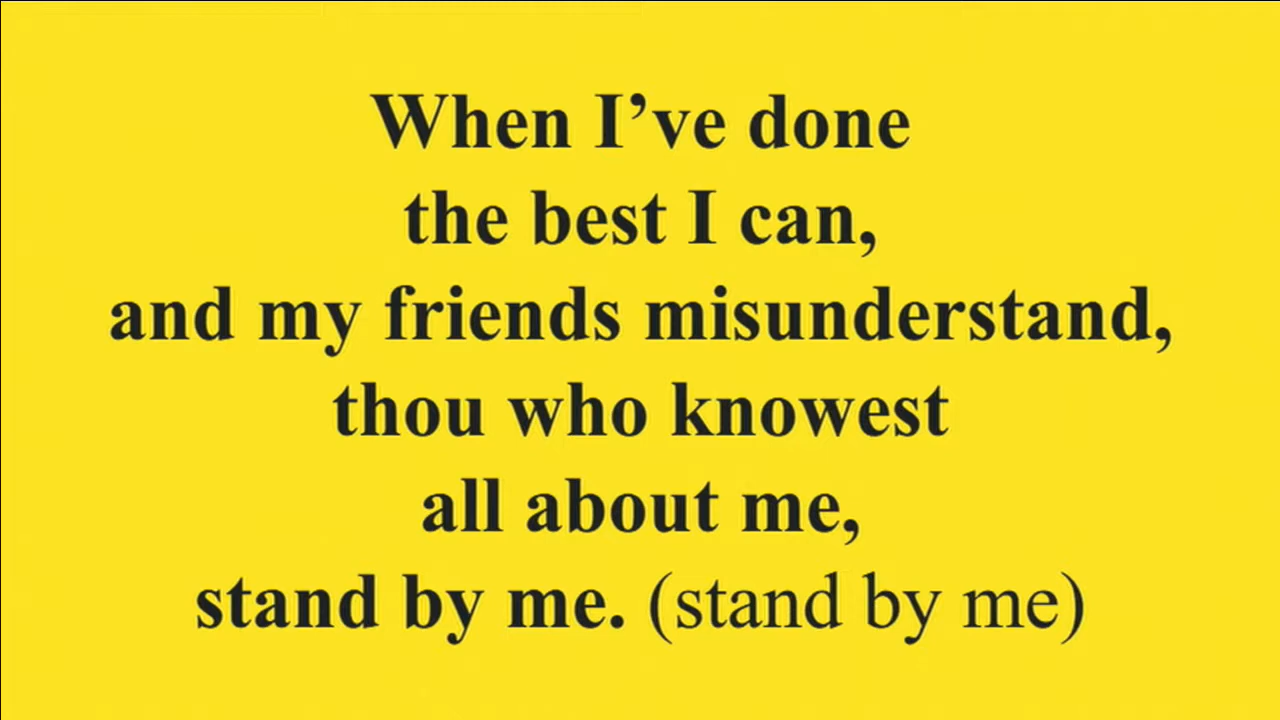 When I’ve done
the best I can,
and my friends misunderstand,
thou who knowest
all about me,
stand by me. (stand by me)